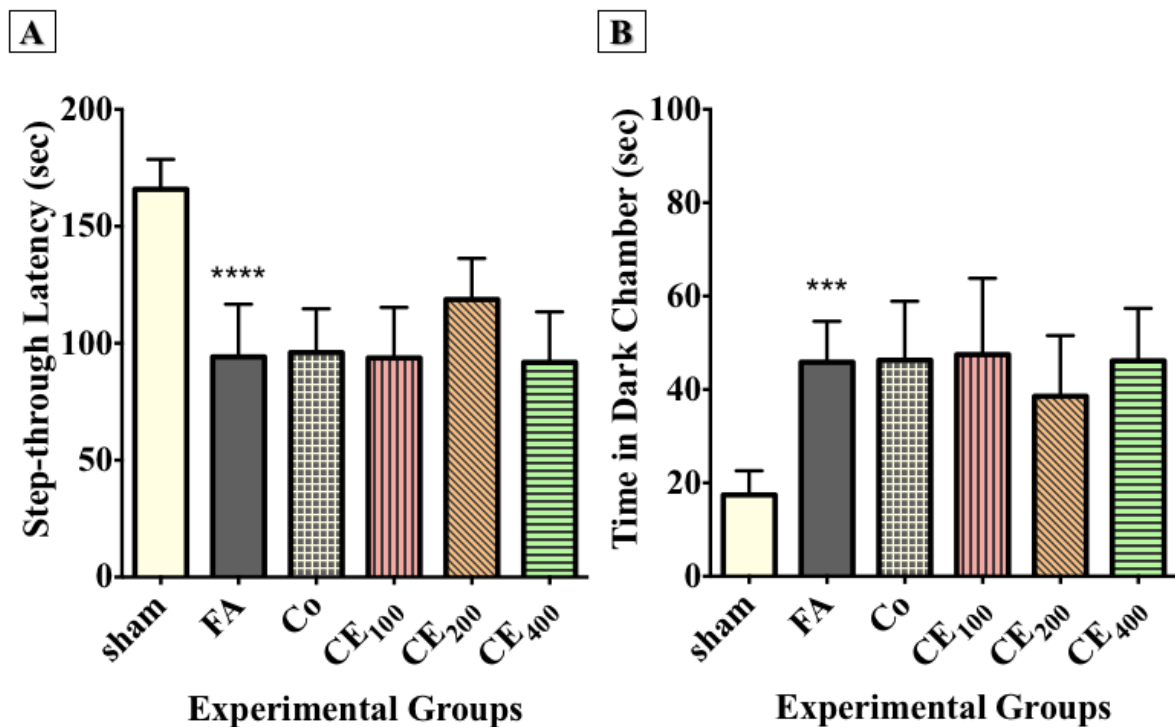 A
Step-through Latency (sec)
200
150
100
50
0
****
sham
FA
Co
CE100
CE200
CE400
Experimental Groups
B
Time in Dark Chamber (sec)
100
80
60
40
20
0
***
sham
FA
Co
CE100
CE200
CE400
Experimental Groups